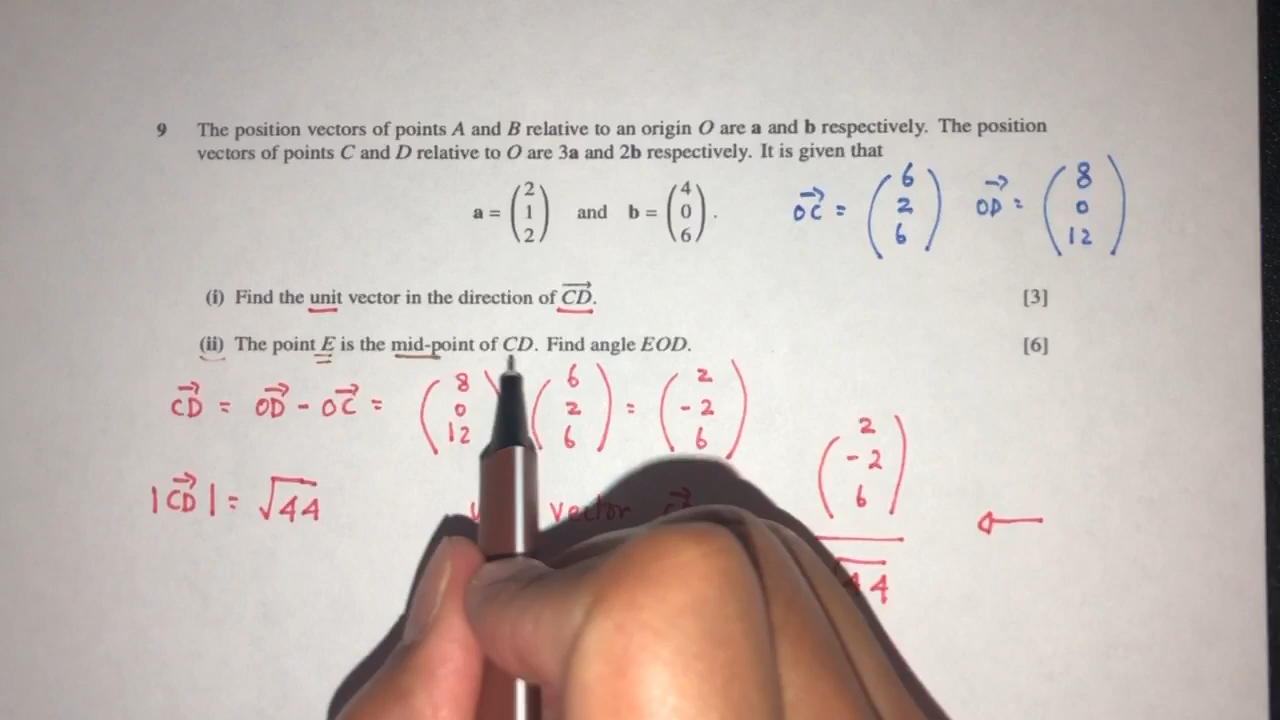 9 The position vectors of points A and B relative to an origin O are a and b respectively. The position
vectors of points C and D relative to O are 3a and 2b respectively. It is given that
a = (2 1 2) and b = (4 0 6). OC = (6 2 6) OD = (8 0 12)
(i) Find the unit vector in the direction of CD. [3]
(ii) The point E is the mid-point of CD. Find angle EOD. [6]
CD = OD - OC = (8 0 12) (6 2 6) = (2 -2 6)
|CD| = √44
vector
(2 -2 6)
44